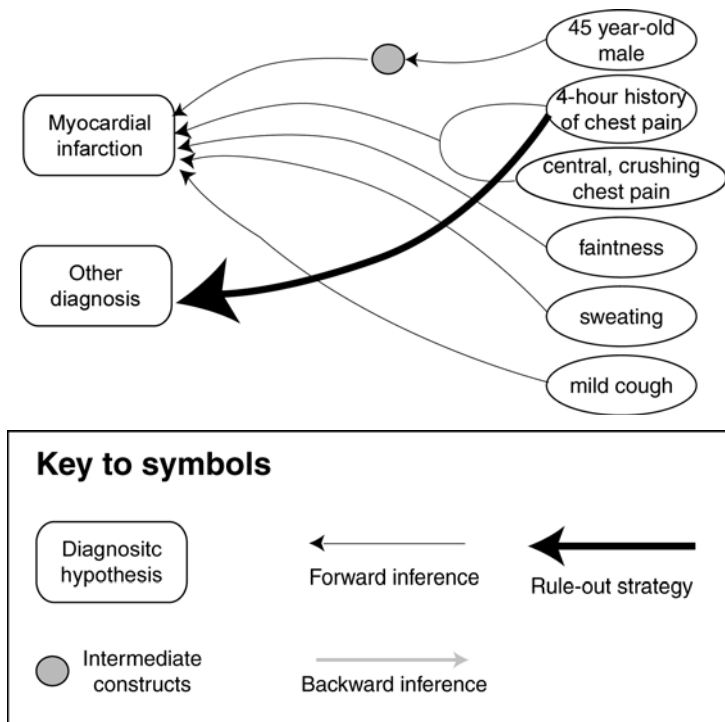 45 year-old
male
4-hour history
of chest pain
Myocardial
infarction
central, crushing
chest pain
faintness
Other
diagnosis
sweating
mild cough
Key to symbols
Diagnositc
hypothesis
Forward inference
Rule-out strategy
Intermediate
constructs
Backward inference